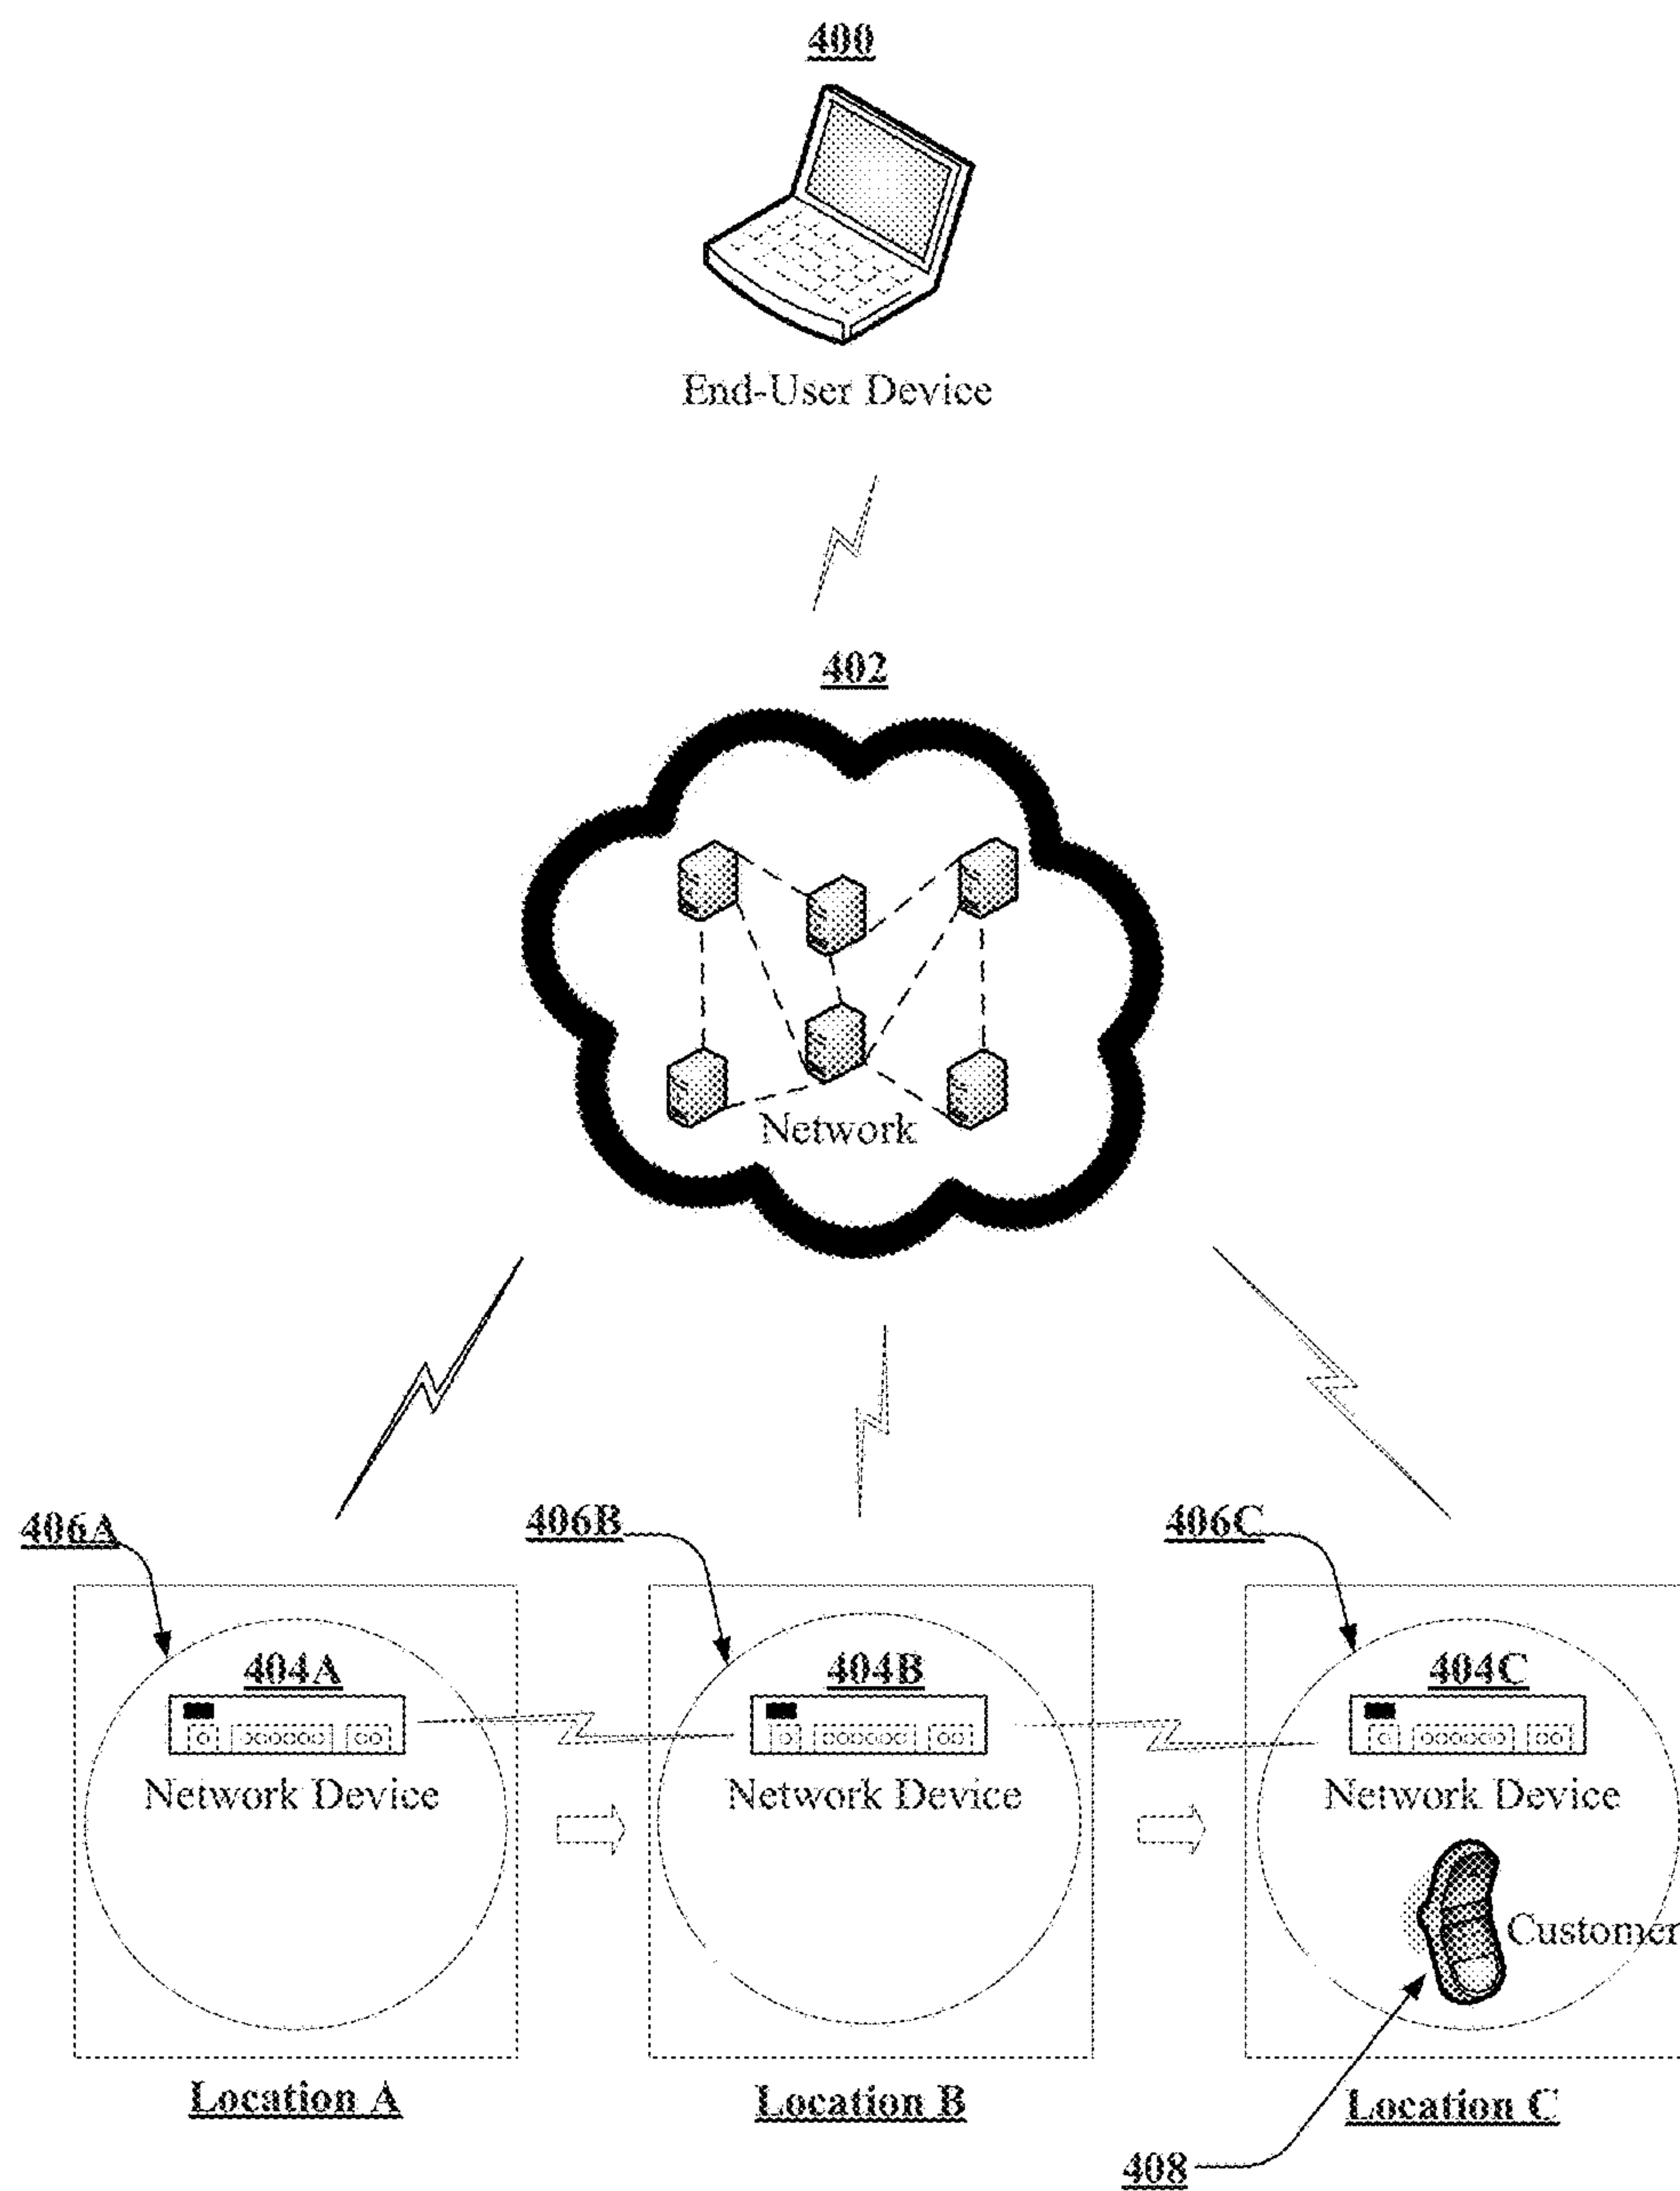 400
End-User Device
402
Network
406A
406B
406C
404A
404B
404C
Network Device
Network Device
Network Device
Customer
Location A
Location B
Location C
408